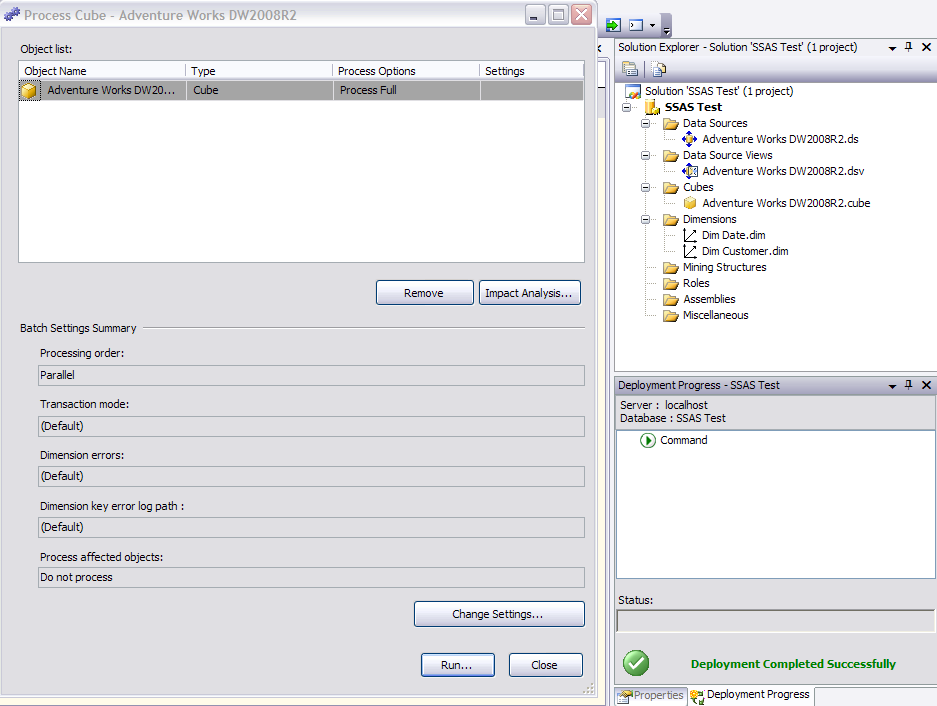 Process Cube - Adventure Works DW2008R2
Object list:
Object Name Type Process Options Settings
Adventure Works DW20... Cube Process Full
Remove Impact Analysis...
Batch Settings Summary
Processing order:
Parallel
Transaction mode:
(Default)
Dimension errors:
(Default)
Dimension key error log path :
(Default)
Process affected objects:
Do not process
Change Settings...
Run... Close
Solution Explorer - Solution 'SSAS Test' (1 project)
Solution 'SSAS Test' (1 project)
SSAS Test
Data Sources
Adventure Works DW2008R2.ds
Data Source Views
Adventure Works DW2008R2.dsv
Cubes
Adventure Works DW2008R2.cube
Dimensions
Dim Date.dim
Dim Customer.dim
Mining Structures
Roles
Assemblies
Miscellaneous
Deployment Progress - SSAS Test
Server : localhost
Database : SSAS Test
Command
Status:
Deployment Completed Successfully
Properties Deployment Progress